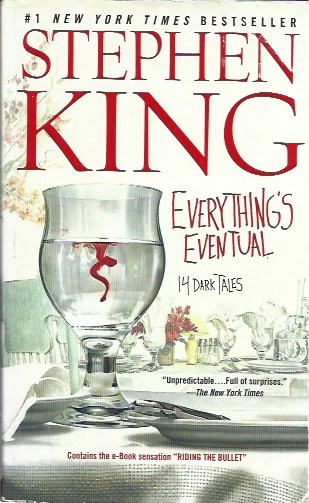 #1 NEW YORK TIMES BESTSELLER
STEPHEN
KING
EVERYTHING'S
EVENTUAL
14 DARK TALES
"Unpredictable....Full of surprises."
—The New York Times
Contains the e-Book sensation "RIDING THE BULLET"